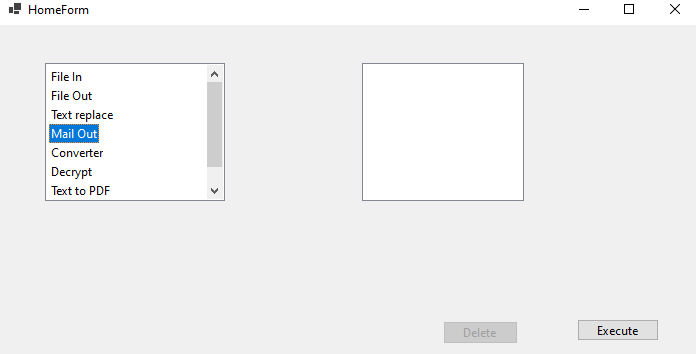 HomeForm
File In
File Out
Text replace
Mail Out
Converter
Decrypt
Text to PDF
Delete
Execute